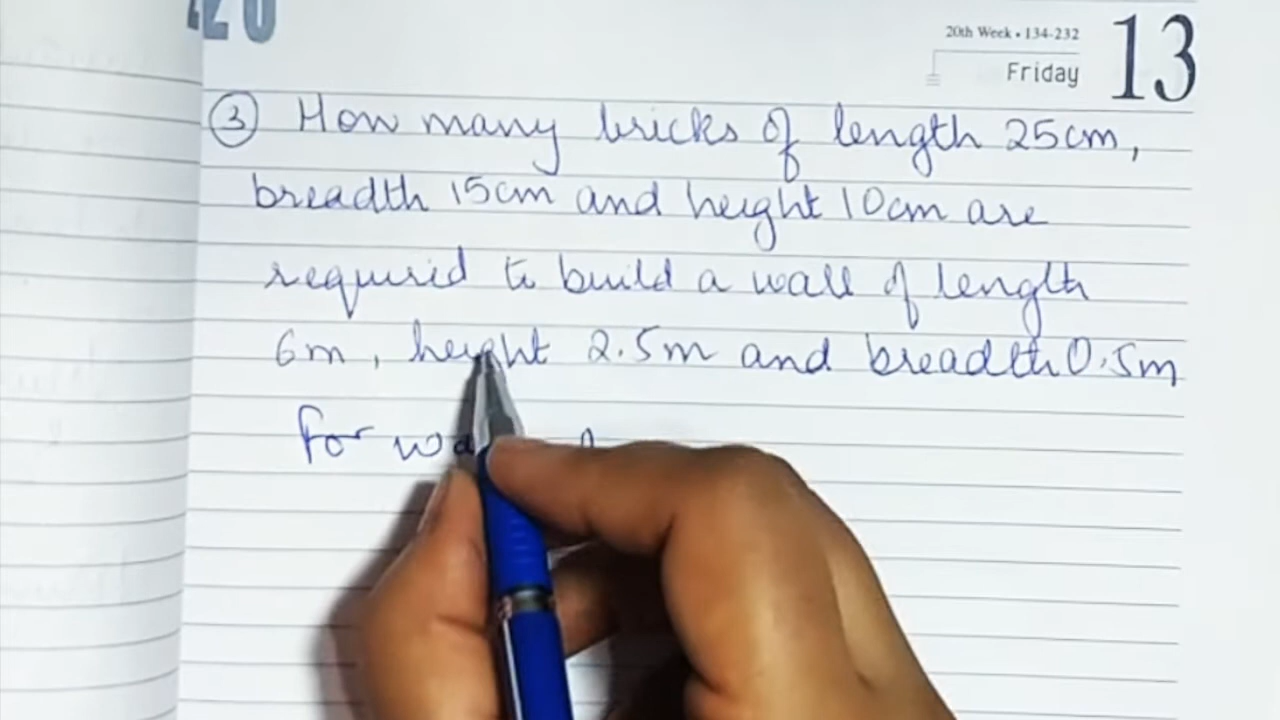 20th Week • 134-232
Friday
13
③ How many bricks of length 25cm,
breadth 15cm and height 10cm are
required to build a wall of length
6m, height 2.5m and breadth 0.5m
for